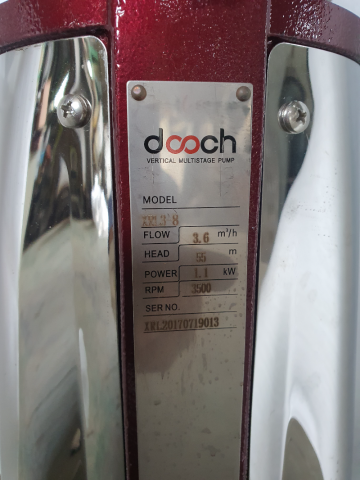 dooch
VERTICAL MULTISTAGE PUMP
MODEL
FLOW 3.6 m³/h
HEAD 55 m
POWER 1.1 kW
RPM 3500
SER NO.